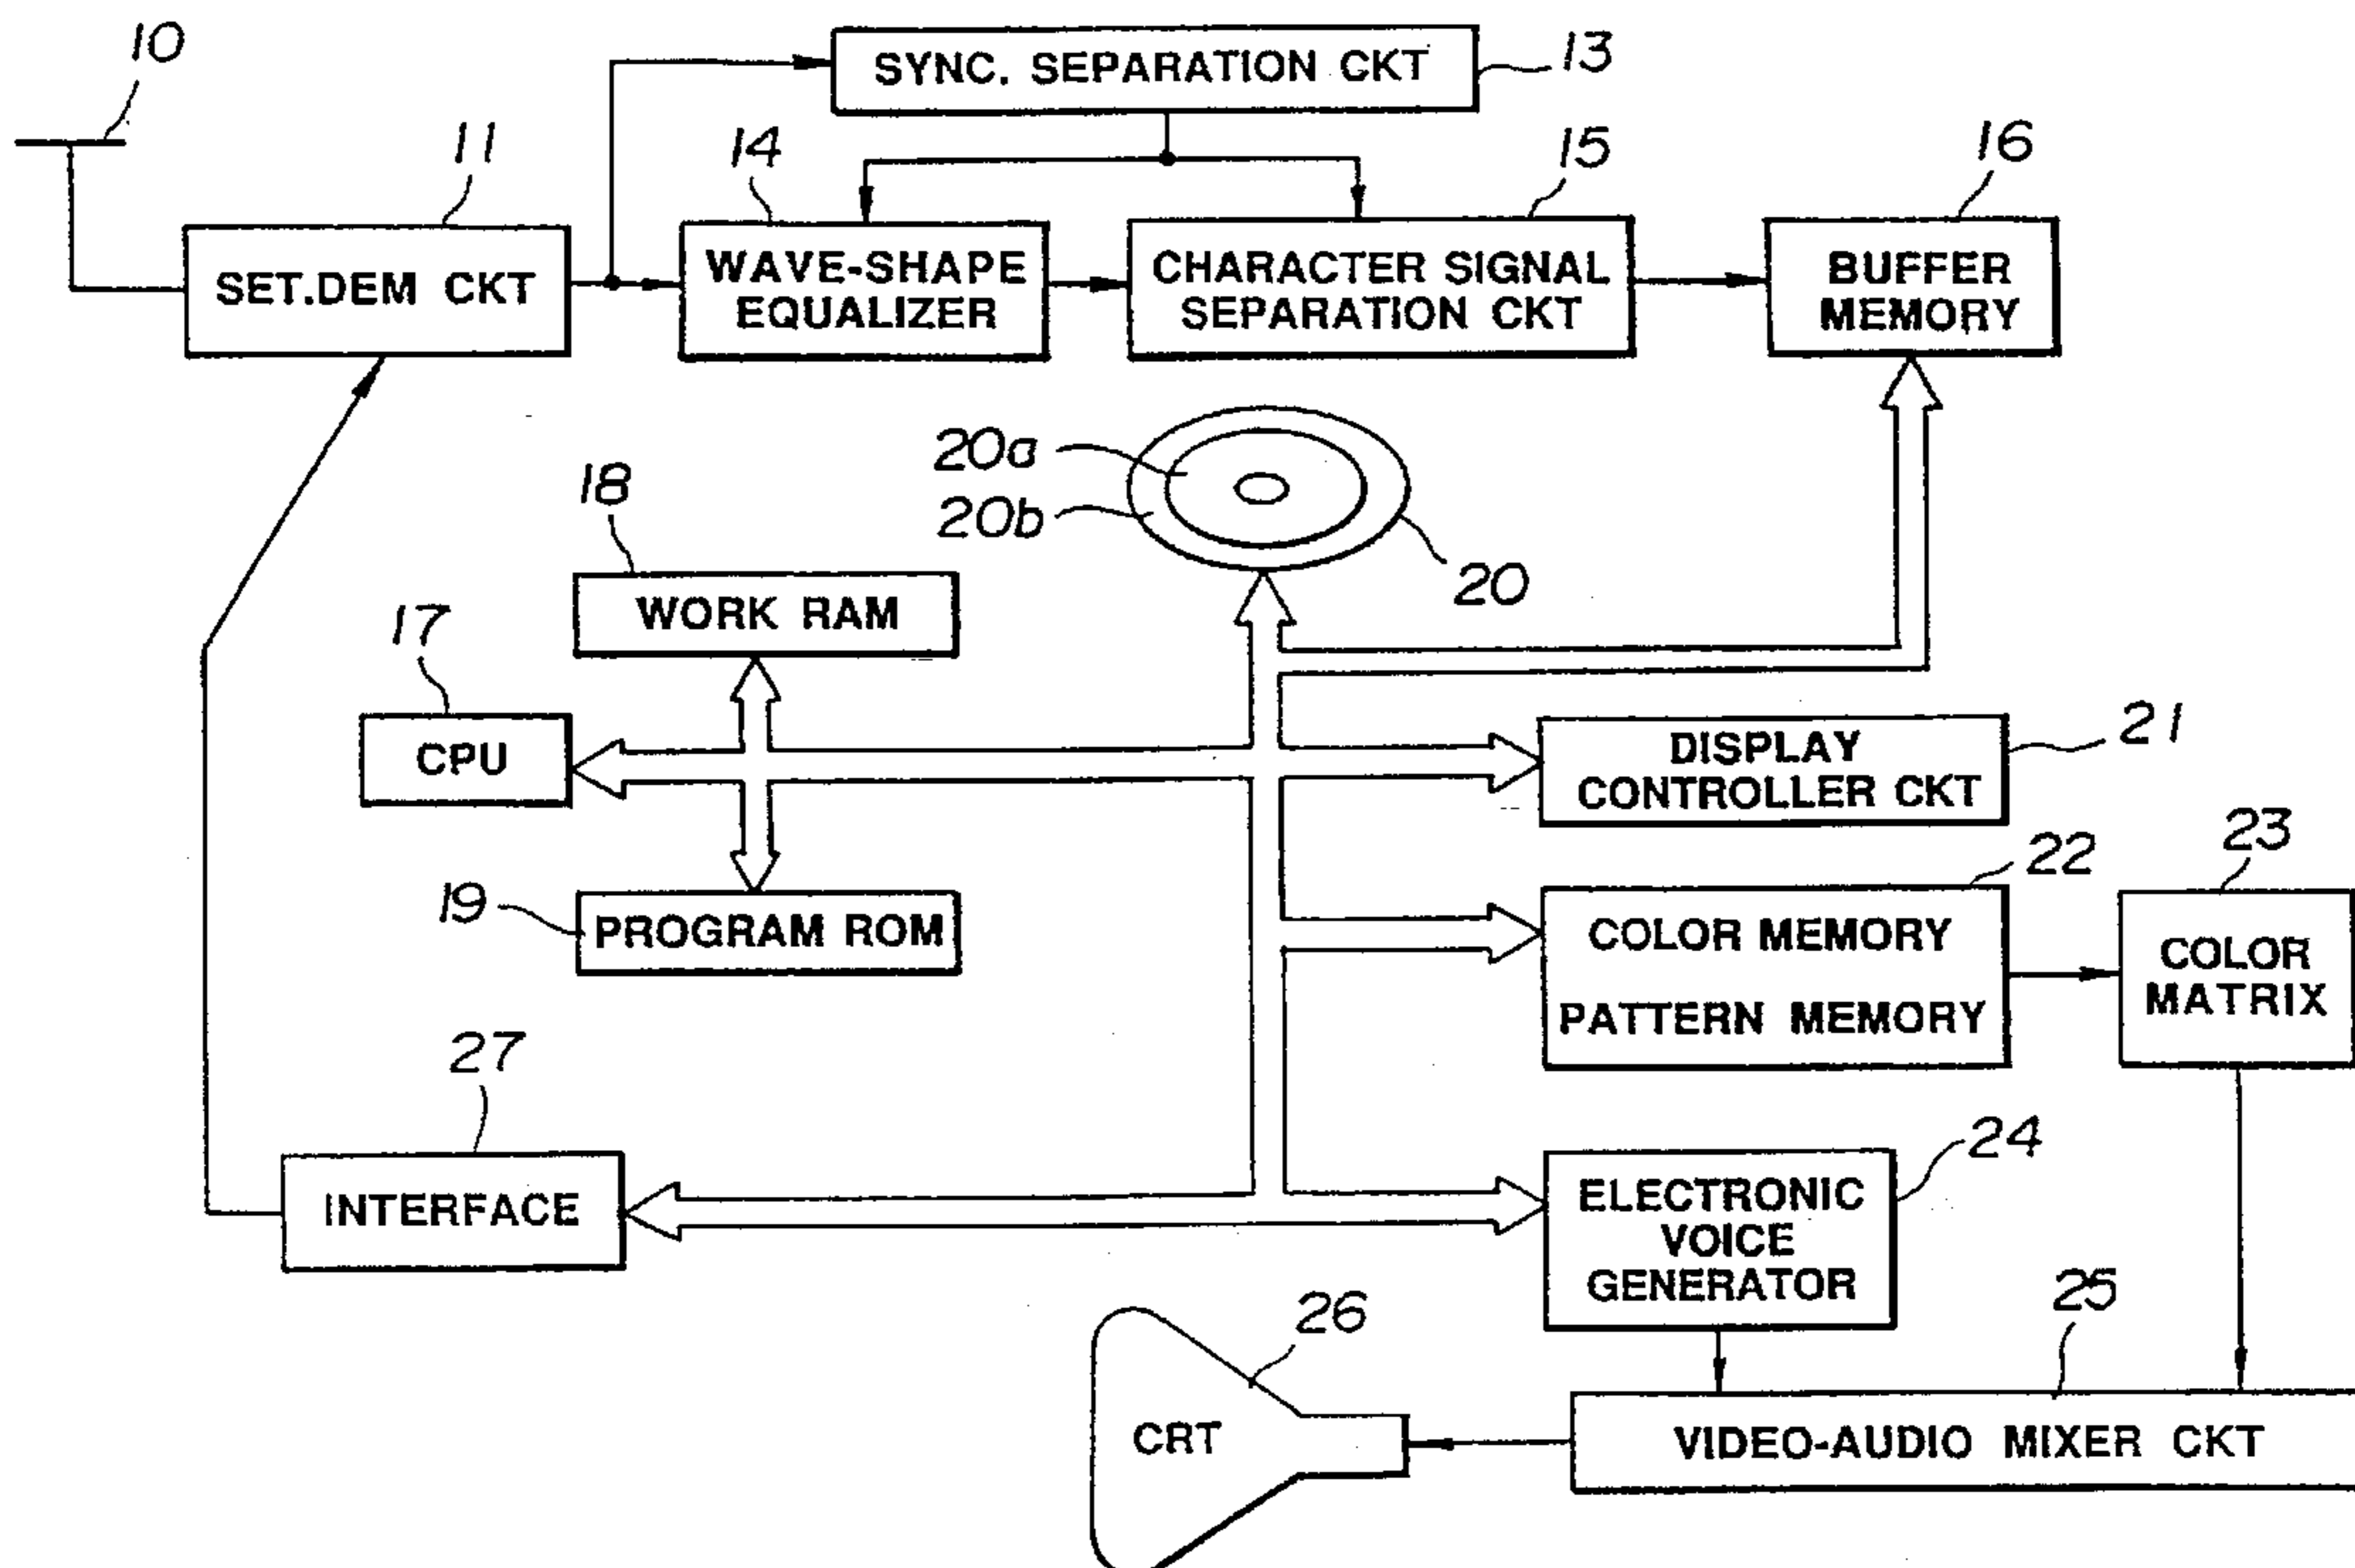 10
SYNC. SEPARATION CKT
13
11
14
15
16
SET.DEM CKT
WAVE-SHAPE
EQUALIZER
CHARACTER SIGNAL
SEPARATION CKT
BUFFER
MEMORY
20a
20b
20
18
WORK RAM
17
CPU
21
DISPLAY
CONTROLLER CKT
19
PROGRAM ROM
22
COLOR MEMORY
PATTERN MEMORY
23
COLOR
MATRIX
27
INTERFACE
24
ELECTRONIC
VOICE
GENERATOR
26
CRT
25
VIDEO-AUDIO MIXER CKT